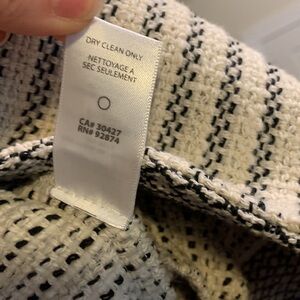 DRY CLEAN ONLY
NETTOYAGE A
SEC SEULEMENT
CA# 30427
RN# 92874